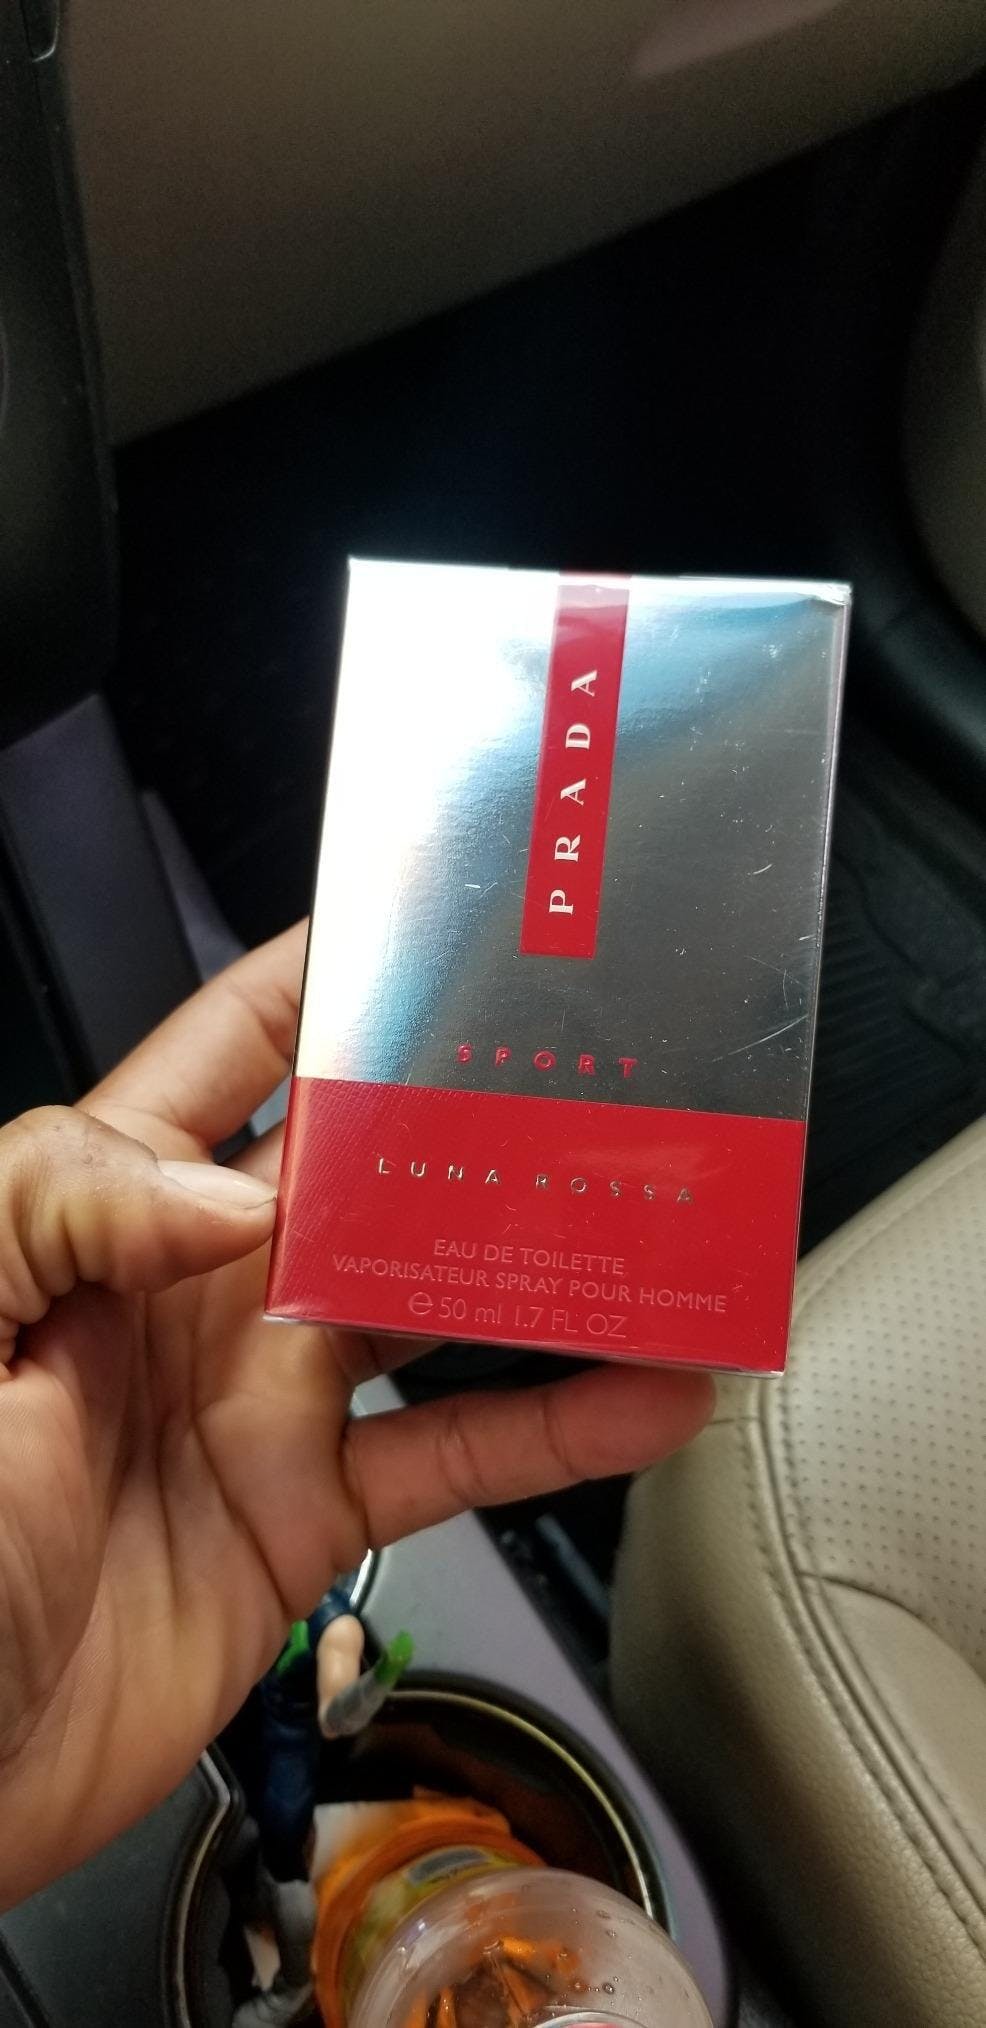 PRADA
SPORT
LUNA ROSSA
EAU DE TOILETTE
VAPORISATEUR SPRAY POUR HOMME
℮ 50 ml 1.7 FL OZ